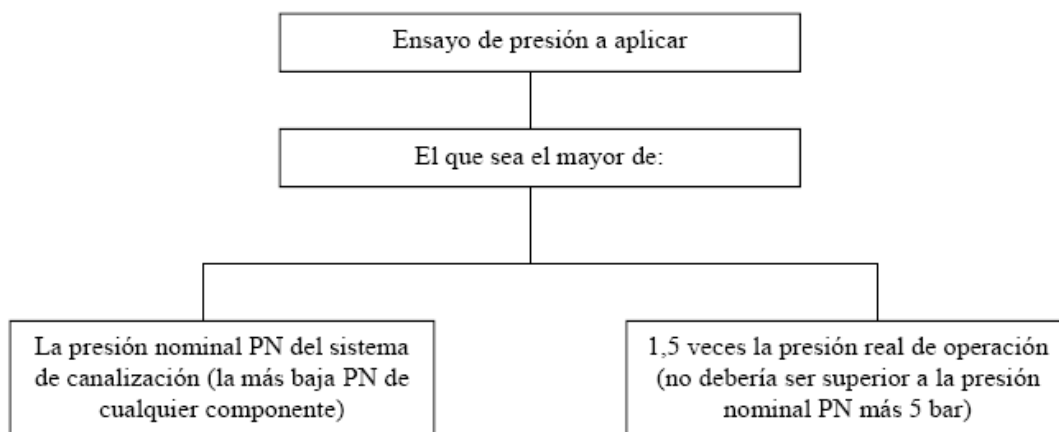 Ensayo de presión a aplicar
El que sea el mayor de:
La presión nominal PN del sistema
de canalización (la más baja PN de
cualquier componente)
1,5 veces la presión real de operación
(no debería ser superior a la presión
nominal PN más 5 bar)